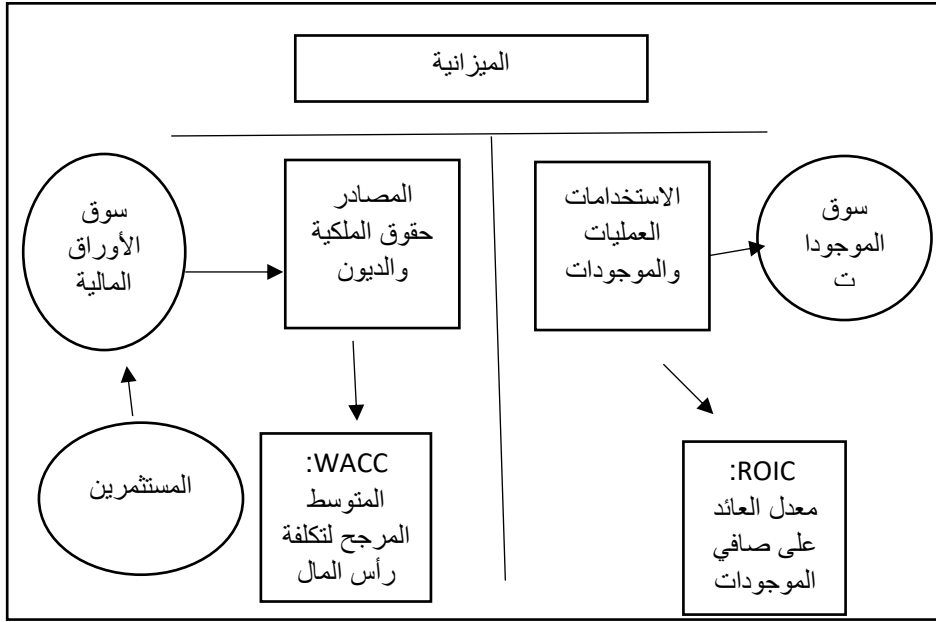 الميزانية
سوق
الموجودا
ت
الاستخدامات
العمليات
والموجودات
المصادر
حقوق الملكية
والديون
سوق
الأوراق
المالية
ROIC:
معدل العائد
على صافي
الموجودات
WACC:
المتوسط
المرجح لتكلفة
رأس المال
المستثمرين